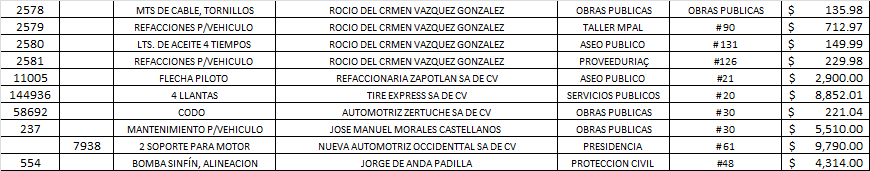 2578 MTS DE CABLE, TORNILLOS ROCIO DEL CRMEN VAZQUEZ GONZALEZ OBRAS PUBLICAS OBRAS PUBLICAS $ 135.98
2579 REFACCIONES P/VEHICULO ROCIO DEL CRMEN VAZQUEZ GONZALEZ TALLER MPAL #90 $ 712.97
2580 LTS. DE ACEITE 4 TIEMPOS ROCIO DEL CRMEN VAZQUEZ GONZALEZ ASEO PUBLICO #131 $ 149.99
2581 REFACCIONES P/VEHICULO ROCIO DEL CRMEN VAZQUEZ GONZALEZ PROVEEDURIAÇ #126 $ 229.98
11005 FLECHA PILOTO REFACCIONARIA ZAPOTLAN SA DE CV ASEO PUBLICO #21 $ 2,900.00
144936 4 LLANTAS TIRE EXPRESS SA DE CV SERVICIOS PUBLICOS #20 $ 8,852.01
58692 CODO AUTOMOTRIZ ZERTUCHE SA DE CV OBRAS PUBLICAS #30 $ 221.04
237 MANTENIMIENTO P/VEHICULO JOSE MANUEL MORALES CASTELLANOS OBRAS PUBLICAS #30 $ 5,510.00
7938 2 SOPORTE PARA MOTOR NUEVA AUTOMOTRIZ OCCIDENTTAL SA DE CV PRESIDENCIA #61 $ 9,790.00
554 BOMBA SINFÍN, ALINEACION JORGE DE ANDA PADILLA PROTECCION CIVIL #48 $ 4,314.00